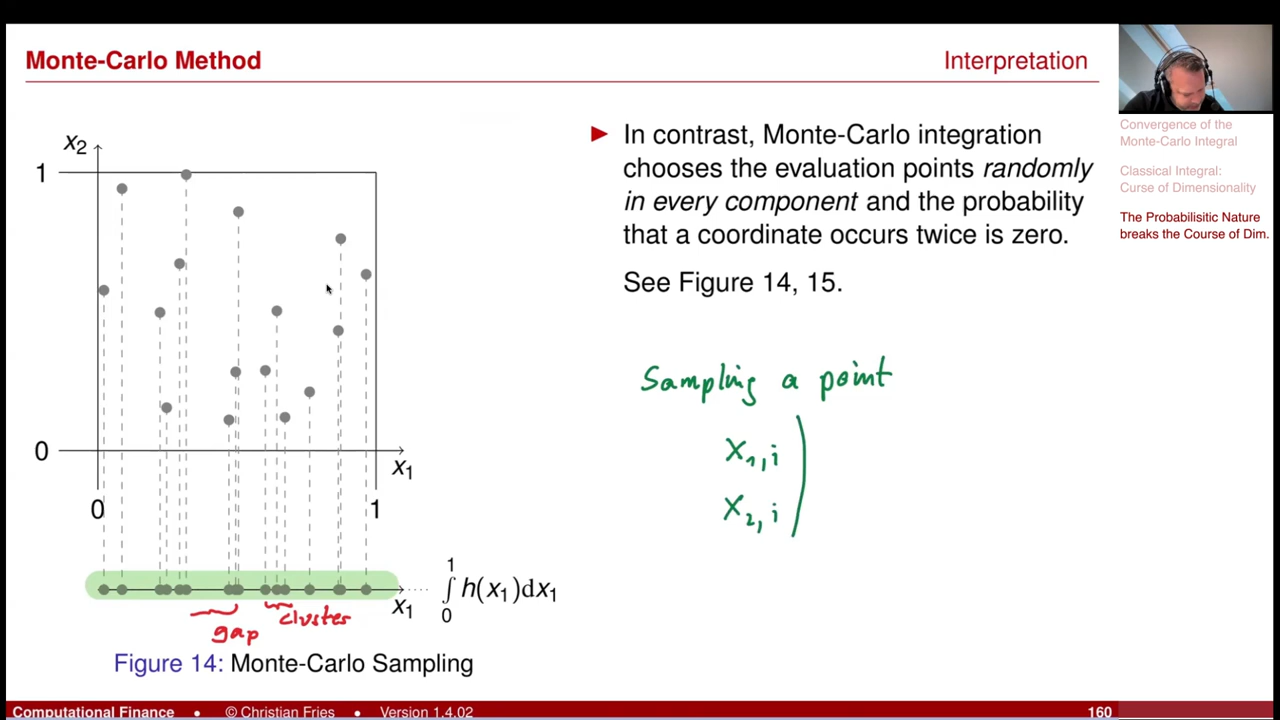 Monte-Carlo Method
Interpretation
x2
1
0
x1
0
1
x1
1
∫ h(x1)dx1
0
gap
cluster
Figure 14: Monte-Carlo Sampling
▶ In contrast, Monte-Carlo integration
chooses the evaluation points randomly
in every component and the probability
that a coordinate occurs twice is zero.
See Figure 14, 15.
Sampling a point
x1,i
x2,i
Convergence of the
Monte-Carlo Integral
Classical Integral:
Curse of Dimensionality
The Probabilisitic Nature
breaks the Course of Dim.
Computational Finance • © Christian Fries • Version 1.4.02
160